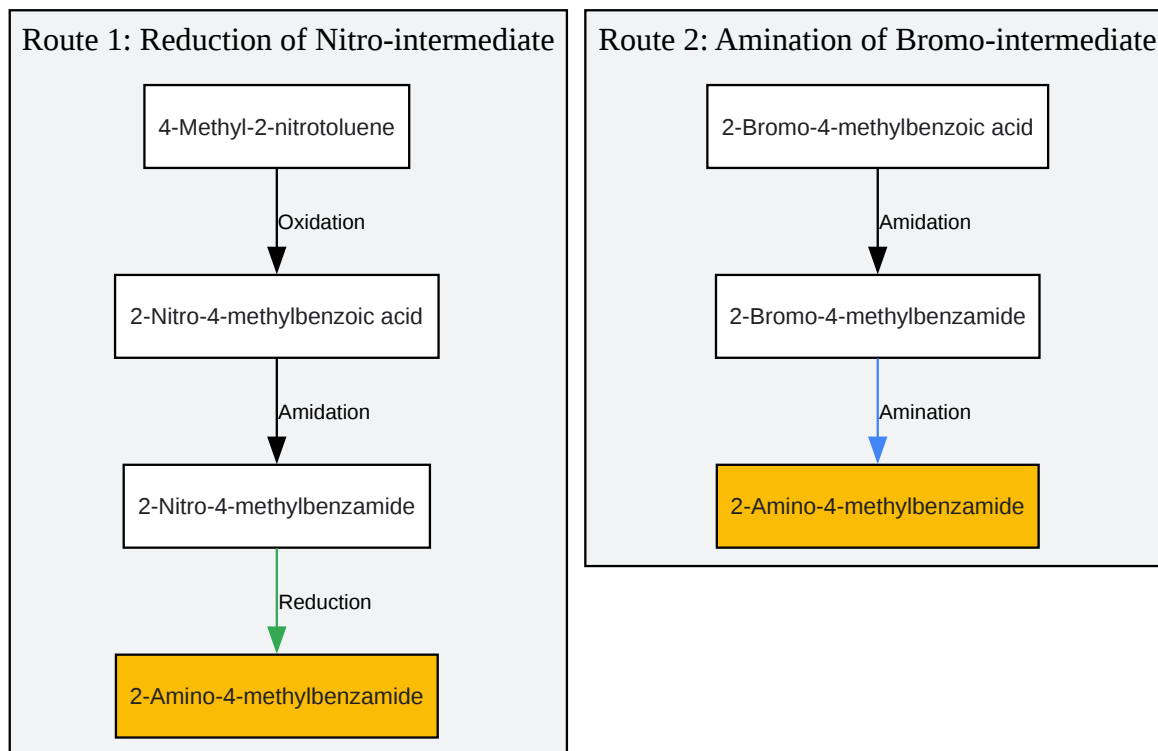 Route 1: Reduction of Nitro-intermediate
4-Methyl-2-nitrotoluene
Oxidation
2-Nitro-4-methylbenzoic acid
Amidation
2-Nitro-4-methylbenzamide
Reduction
2-Amino-4-methylbenzamide
Route 2: Amination of Bromo-intermediate
2-Bromo-4-methylbenzoic acid
Amidation
2-Bromo-4-methylbenzamide
Amination
2-Amino-4-methylbenzamide